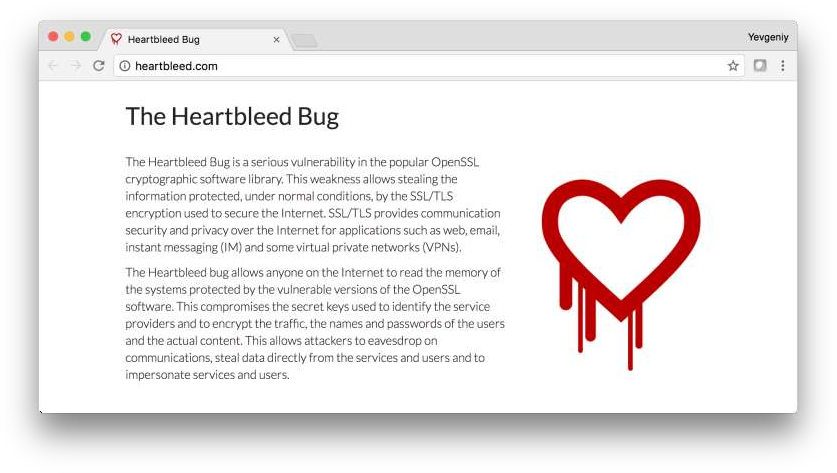 Heartbleed Bug
Yevgeniy
heartbleed.com
The Heartbleed Bug
The Heartbleed Bug is a serious vulnerability in the popular OpenSSL
cryptographic software library. This weakness allows stealing the
information protected, under normal conditions, by the SSL/TLS
encryption used to secure the Internet. SSL/TLS provides communication
security and privacy over the Internet for applications such as web, email,
instant messaging (IM) and some virtual private networks (VPNs).
The Heartbleed bug allows anyone on the Internet to read the memory of
the systems protected by the vulnerable versions of the OpenSSL
software. This compromises the secret keys used to identify the service
providers and to encrypt the traffic, the names and passwords of the users
and the actual content. This allows attackers to eavesdrop on
communications, steal data directly from the services and users and to
impersonate services and users.